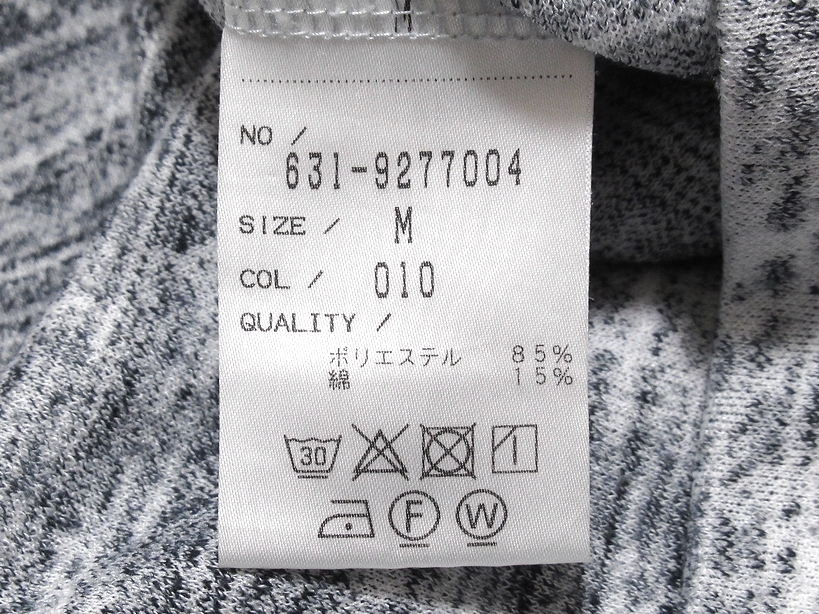 NO /
631-9277004
SIZE / M
COL / 010
QUALITY /
ポリエステル 85%
綿 15%
30
F W